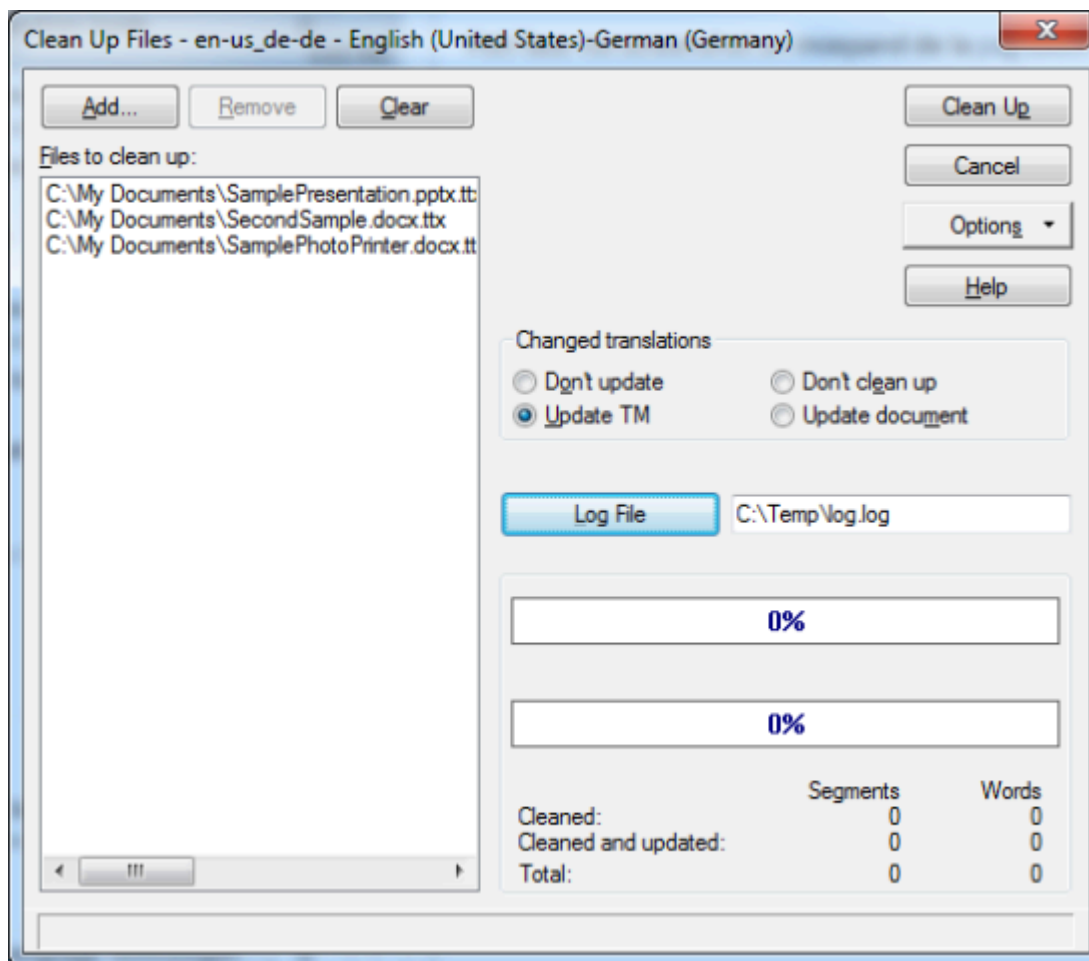 Clean Up Files - en-us_de-de - English (United States)-German (Germany)
Add... Remove Clear
Clean Up
Files to clean up:
Cancel
C:\My Documents\SamplePresentation.pptx.tt
C:\My Documents\SecondSample.docx.ttx
C:\My Documents\SamplePhotoPrinter.docx.tt
Options
Help
Changed translations
Don't update Don't clean up
Update TM Update document
Log File C:\Temp\log.log
0%
0%
Segments Words
Cleaned: 0 0
Cleaned and updated: 0 0
Total: 0 0